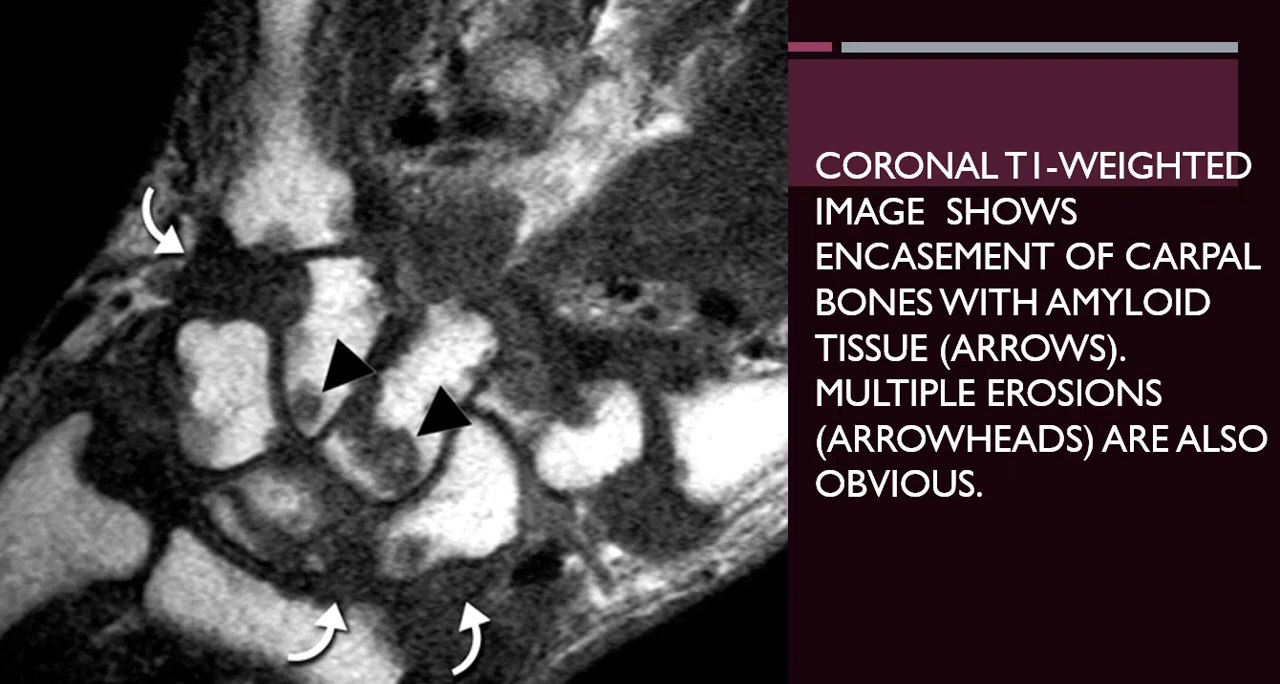 CORONAL T1-WEIGHTED
IMAGE SHOWS
ENCASEMENT OF CARPAL
BONES WITH AMYLOID
TISSUE (ARROWS).
MULTIPLE EROSIONS
(ARROWHEADS) ARE ALSO
OBVIOUS.